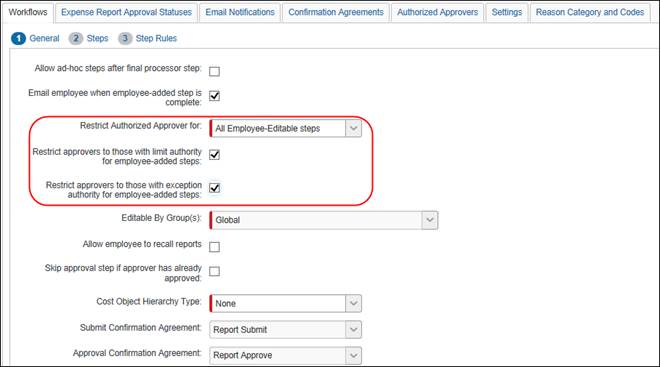 Workflows Expense Report Approval Statuses Email Notifications Confirmation Agreements Authorized Approvers Settings Reason Category and Codes
1 General 2 Steps 3 Step Rules
Allow ad-hoc steps after final processor step:
Email employee when employee-added step is
complete:
Restrict Authorized Approver for: All Employee-Editable steps
Restrict approvers to those with limit authority
for employee-added steps:
Restrict approvers to those with exception
authority for employee-added steps:
Editable By Group(s): Global
Allow employee to recall reports
Skip approval step if approver has already
approved:
Cost Object Hierarchy Type: None
Submit Confirmation Agreement: Report Submit
Approval Confirmation Agreement: Report Approve